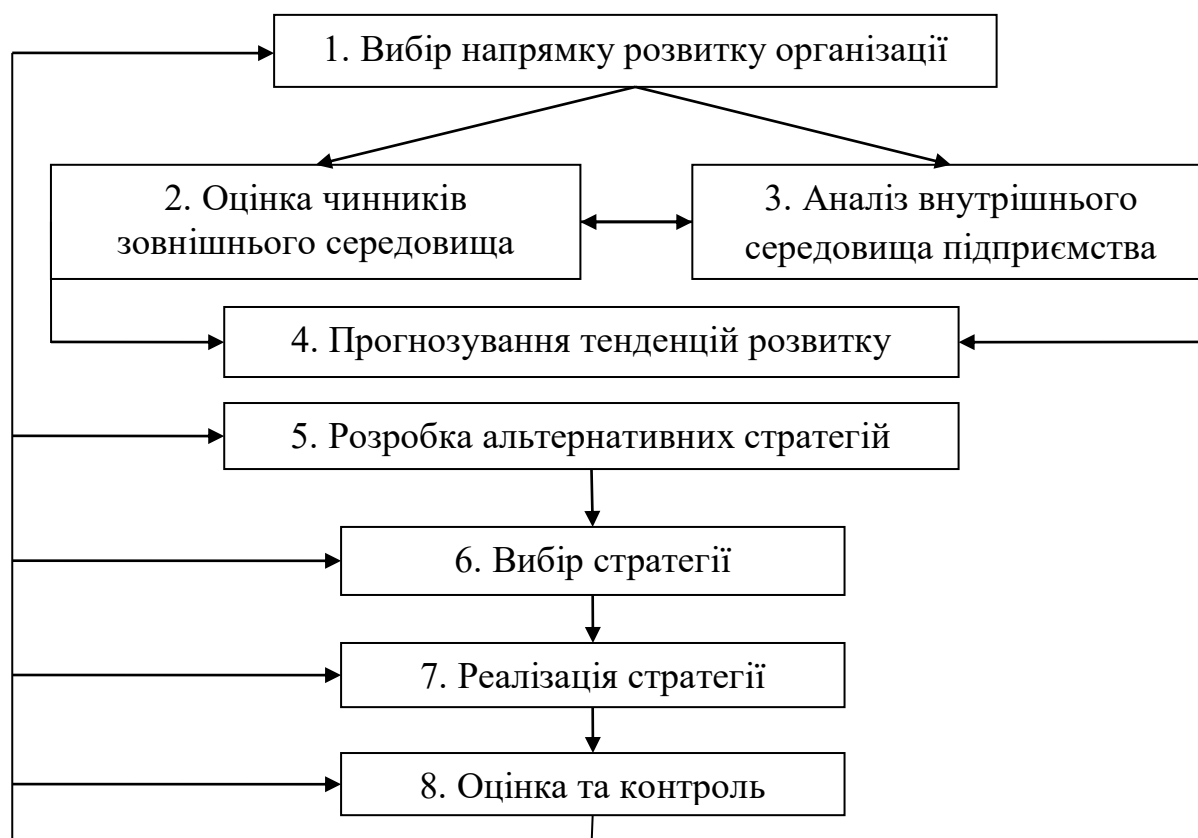 1. Вибір напрямку розвитку організації
2. Оцінка чинників
зовнішнього середовища
3. Аналіз внутрішнього
середовища підприємства
4. Прогнозування тенденцій розвитку
5. Розробка альтернативних стратегій
6. Вибір стратегії
7. Реалізація стратегії
8. Оцінка та контроль